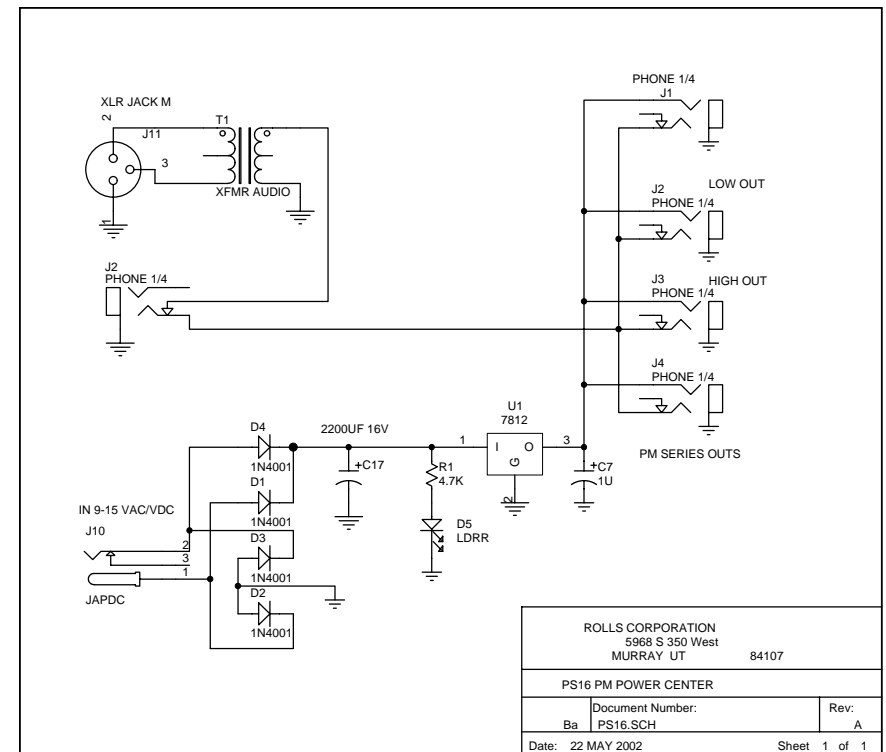 XLR JACK M
2
J11
3
1
T1
XFMR AUDIO
PHONE 1/4
J1
J2
PHONE 1/4
LOW OUT
J3
PHONE 1/4
HIGH OUT
J4
PHONE 1/4
PM SERIES OUTS
J2
PHONE 1/4
D4
1N4001
D1
1N4001
D3
1N4001
D2
1N4001
IN 9-15 VAC/VDC
J10
2
3
1
JAPDC
2200UF 16V
+C17
R1
4.7K
D5
LDRR
U1
7812
1
I O
G
3
2
+C7
1U
ROLLS CORPORATION
5968 S 350 West
MURRAY UT 84107
PS16 PM POWER CENTER
Document Number: Rev:
Ba PS16.SCH A
Date: 22 MAY 2002 Sheet 1 of 1